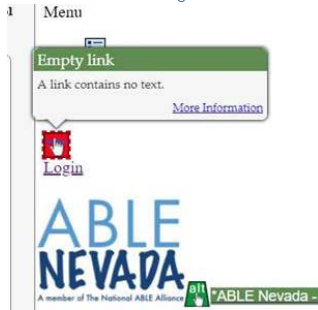 Menu
Empty link
A link contains no text.
More Information
Login
ABLE
NEVADA
A member of The National ABLE Alliance
alt
*ABLE Nevada -